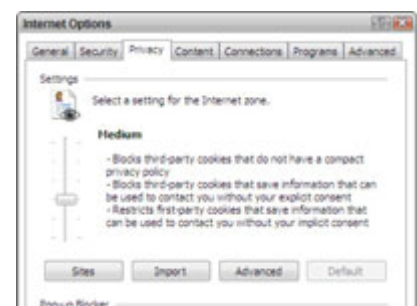 Internet Options
General Security Privacy Content Connections Programs Advanced
Settings
Select a setting for the Internet zone.
Medium
- Blocks third-party cookies that do not have a compact
privacy policy
- Blocks third-party cookies that save information that can
be used to contact you without your explicit consent
- Restricts first-party cookies that save information that
can be used to contact you without your implicit consent
Sites Import Advanced Default
Pop-up Blocker